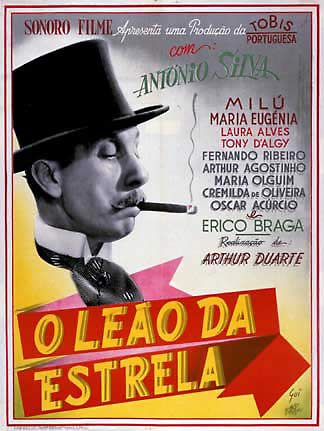 SONORO FILME Apresenta uma Produção da TOBIS
PORTUGUESA
com:
ANTÓNIO SILVA
MILÚ
MARIA EUGÉNIA
LAURA ALVES
TONY D'ALGY
FERNANDO RIBEIRO
ARTHUR AGOSTINHO
MARIA OLGUIM
CREMILDA DE OLIVEIRA
OSCAR ACÚRCIO
e
ERICO BRAGA
Realização de:
ARTHUR DUARTE
O LEÃO DA
ESTRELA